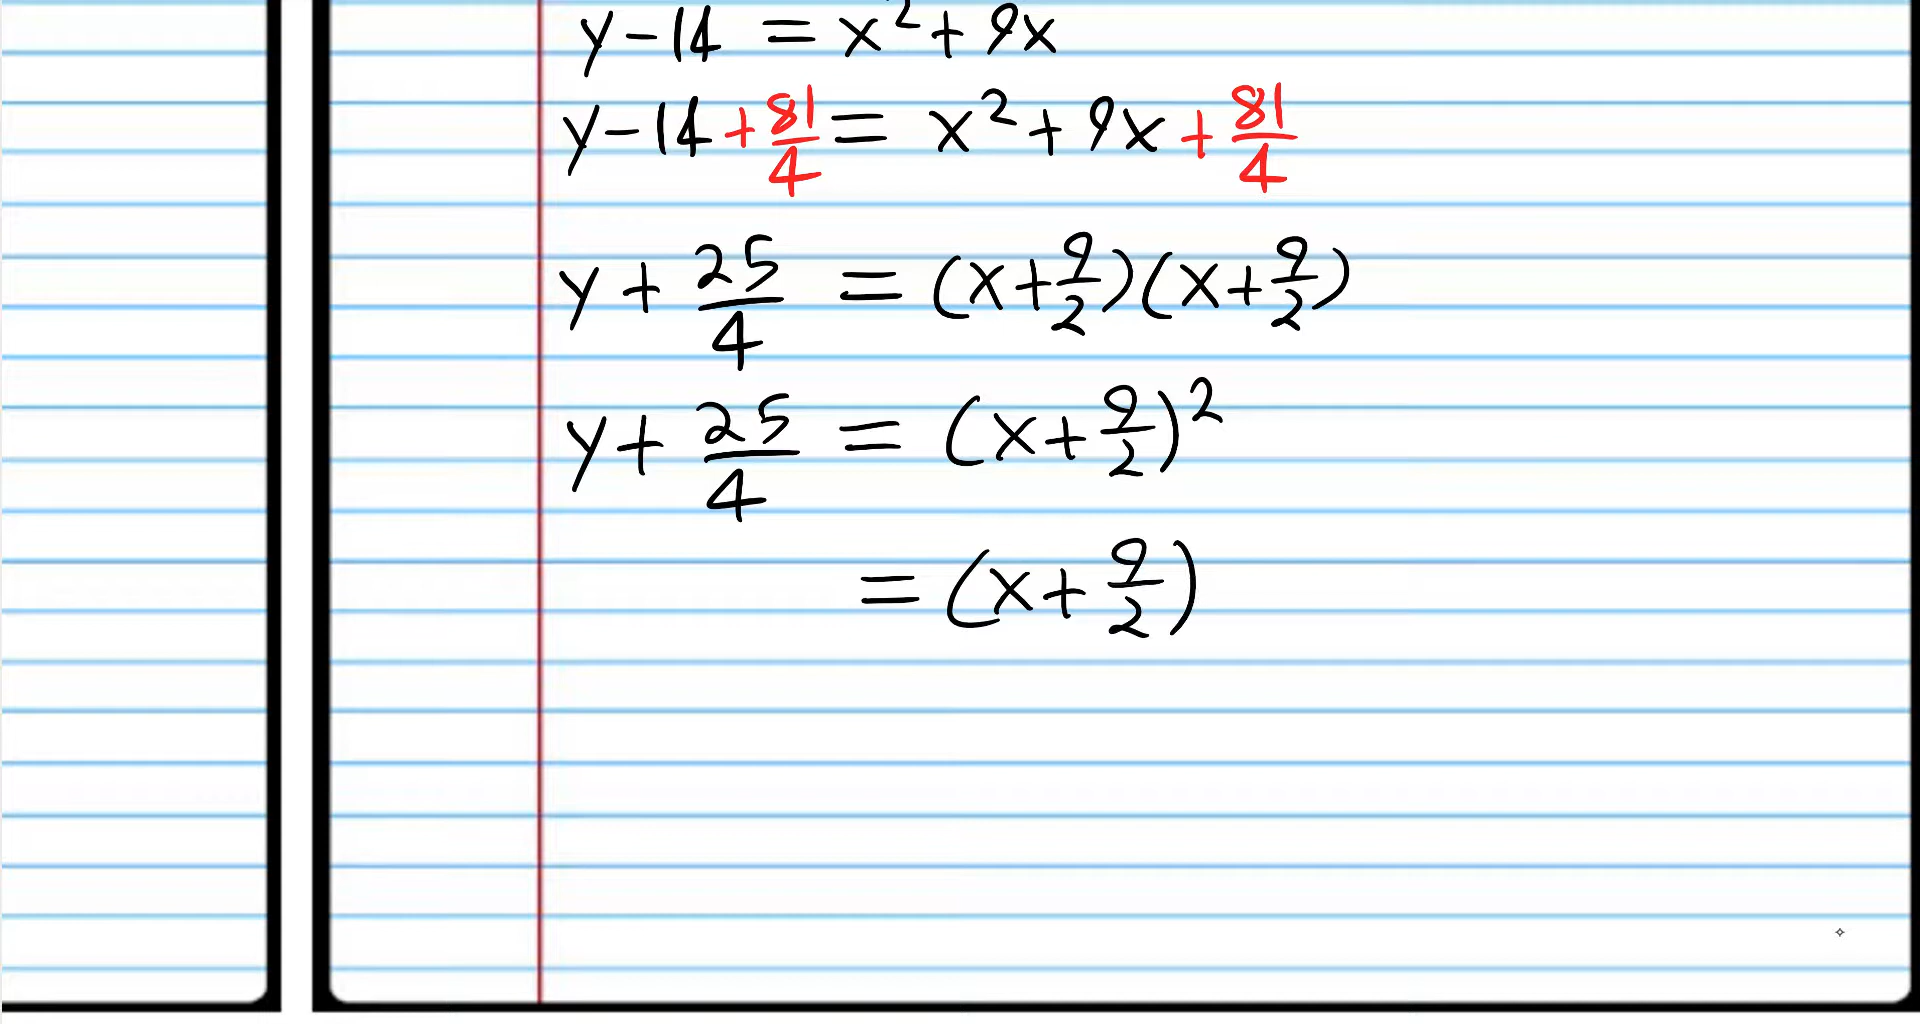 y-14 = x² + 9x
y-14 + 81/4 = x² + 9x + 81/4
y + 25/4 = (x + 9/2)(x + 9/2)
y + 25/4 = (x + 9/2)²
= (x + 9/2)